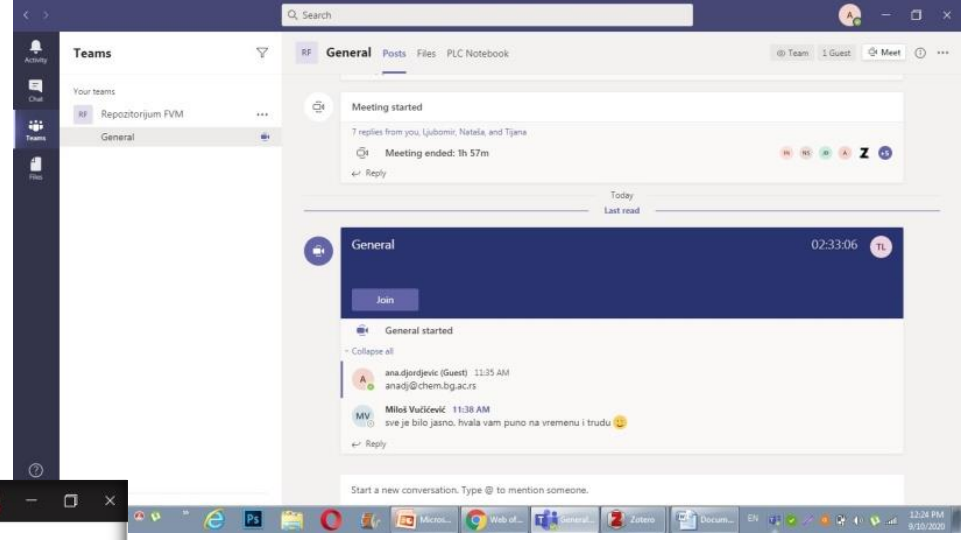 Search
A
Activity
Chat
Teams
Files
Teams
Your teams
RF Repozitorijum FVM
General
RF General Posts Files PLC Notebook
Team 1 Guest Meet
Meeting started
7 replies from you, Ljubomir, Nataša, and Tijana
Meeting ended: 1h 57m
NS JD A Z +5
Reply
Today
Last read
General 02:33:06 TL
Join
General started
Collapse all
A ana.djordjevic (Guest) 11:35 AM
anadj@chem.bg.ac.rs
MV Miloš Vučićević 11:38 AM
sve je bilo jasno. hvala vam puno na vremenu i trudu
Reply
Start a new conversation. Type @ to mention someone.
Ps Micros... Web of... General... Zotero Docum... EN 12:24 PM
9/10/2020